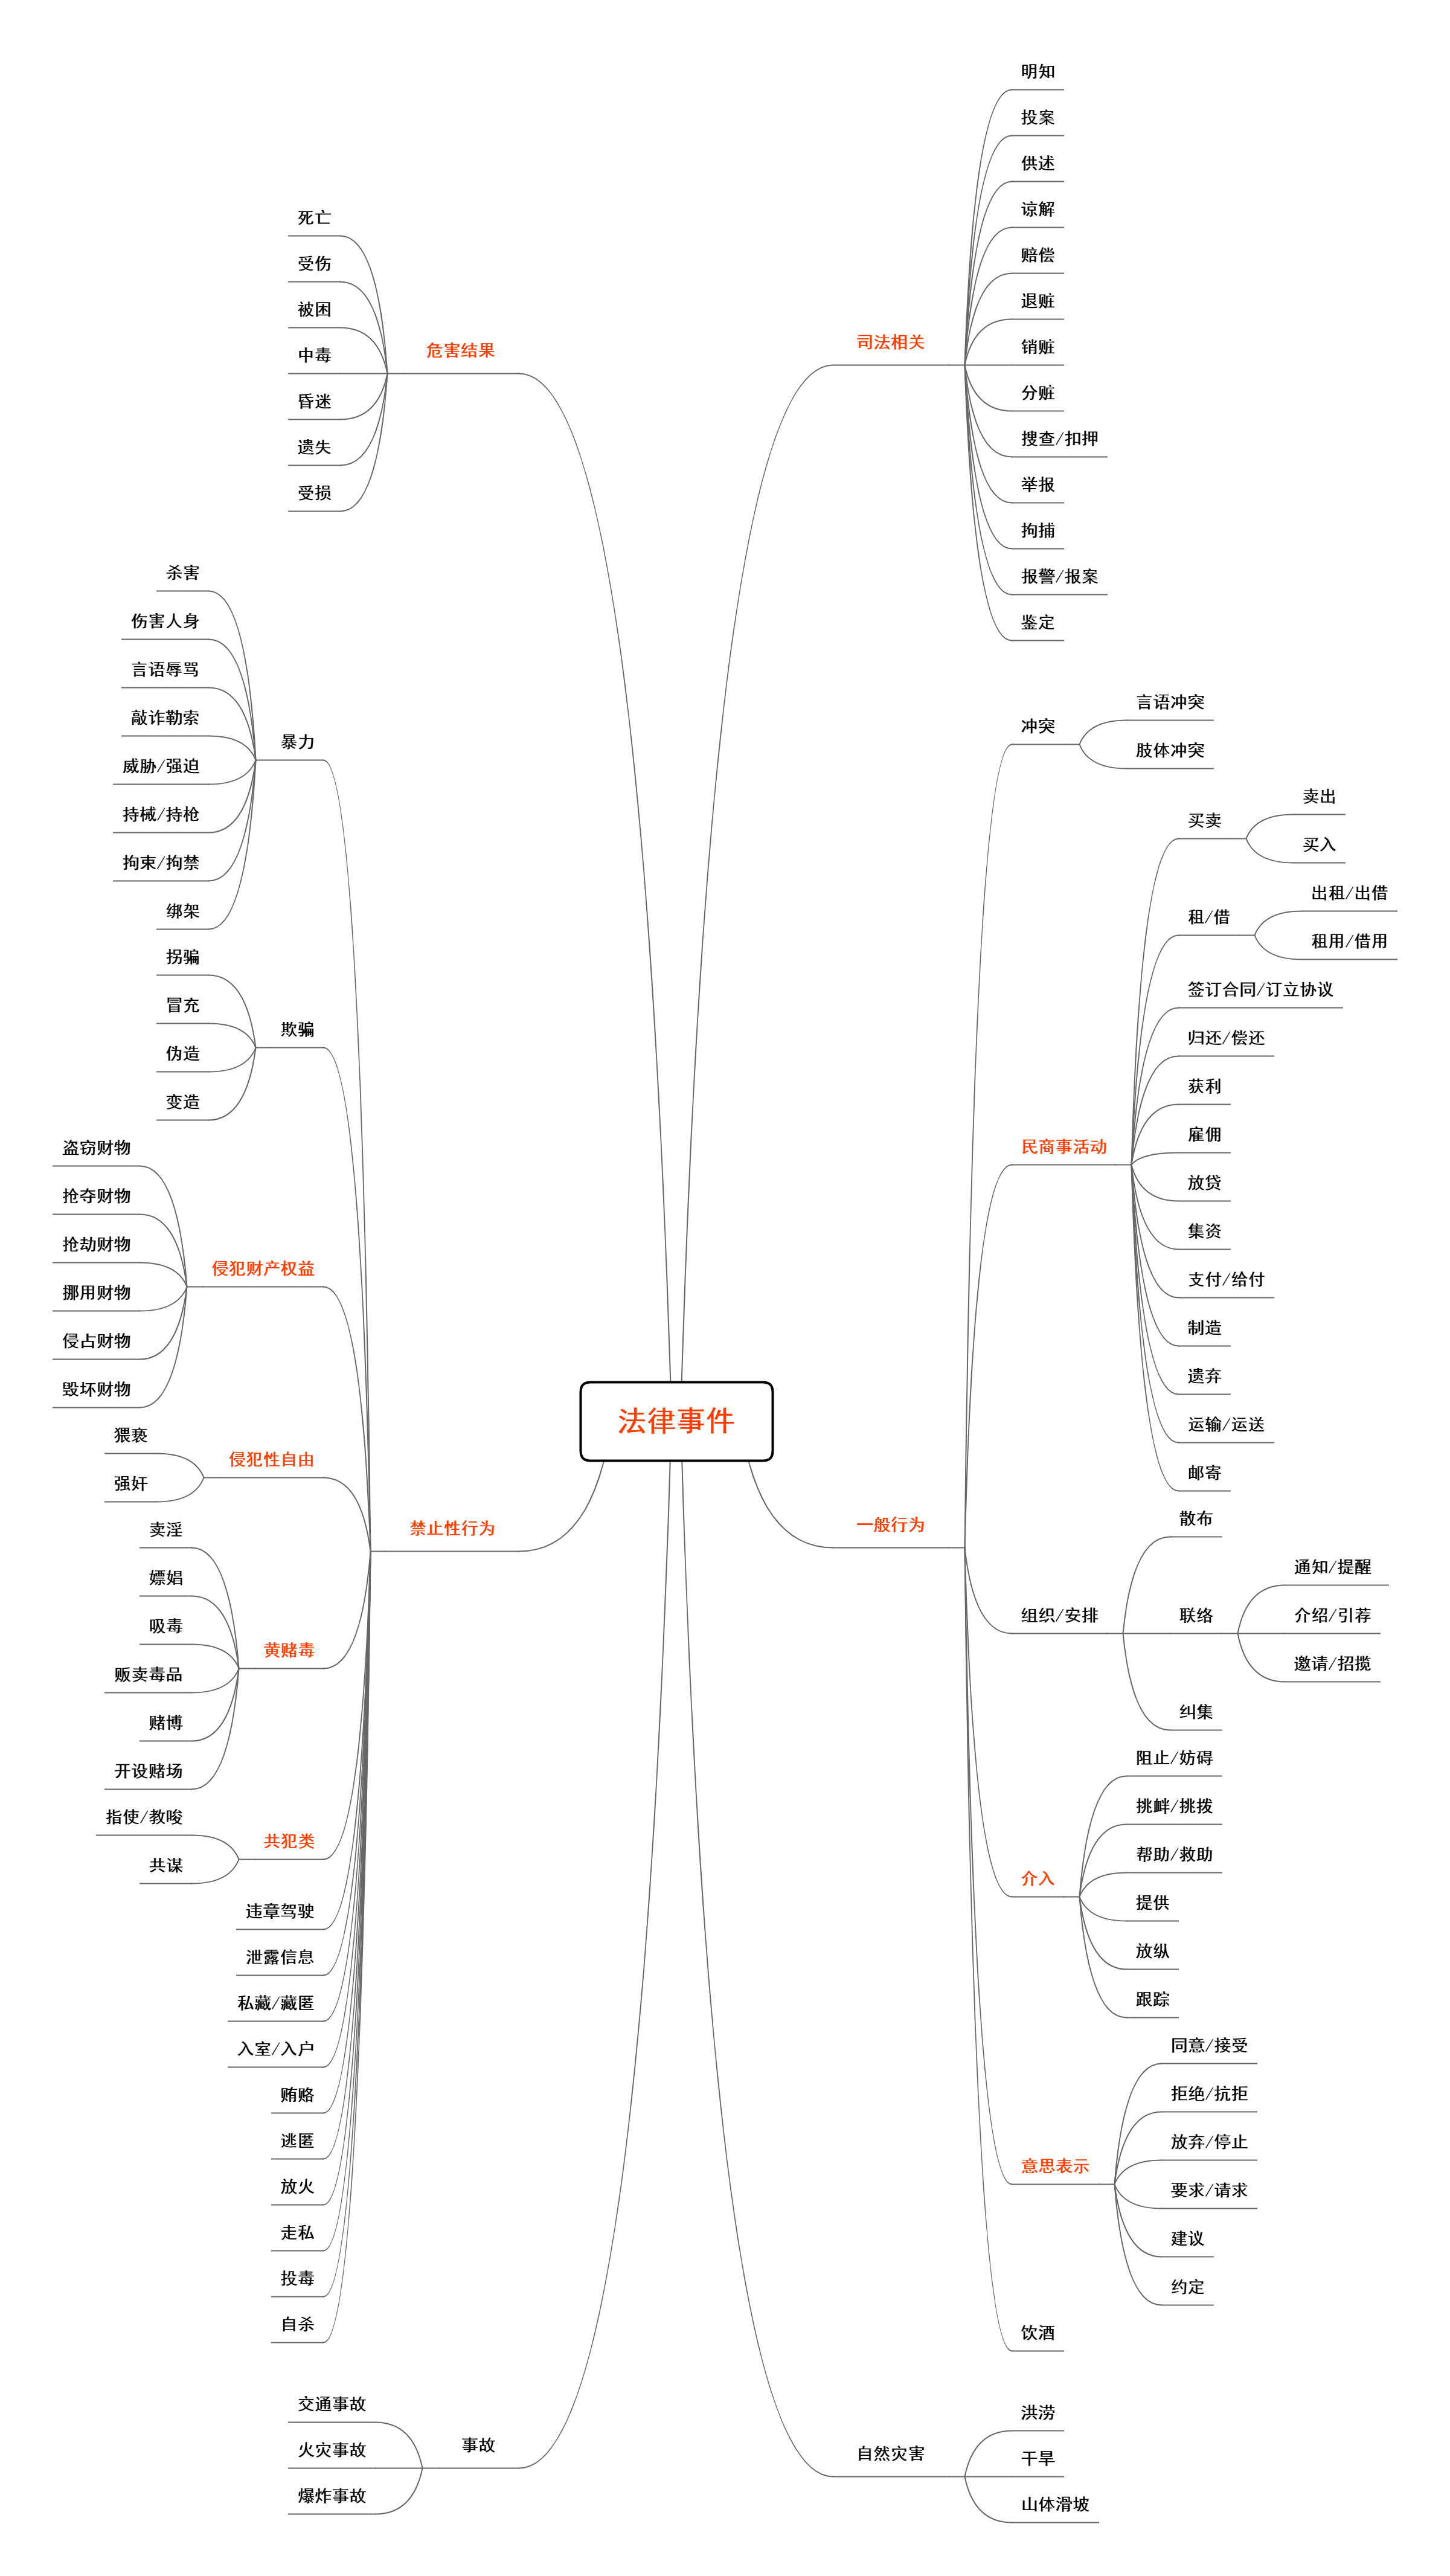 法律事件
司法相关
明知
投案
供述
谅解
赔偿
退赃
销赃
分赃
搜查/扣押
举报
拘捕
报警/报案
鉴定
一般行为
冲突
言语冲突
肢体冲突
民商事活动
买卖
卖出
买入
租/借
出租/出借
租用/借用
签订合同/订立协议
归还/偿还
获利
雇佣
放贷
集资
支付/给付
制造
遗弃
运输/运送
邮寄
组织/安排
散布
联络
通知/提醒
介绍/引荐
邀请/招揽
纠集
介入
阻止/妨碍
挑衅/挑拨
帮助/救助
提供
放纵
跟踪
意思表示
同意/接受
拒绝/抗拒
放弃/停止
要求/请求
建议
约定
饮酒
自然灾害
洪涝
干旱
山体滑坡
危害结果
死亡
受伤
被困
中毒
昏迷
遗失
受损
禁止性行为
暴力
杀害
伤害人身
言语辱骂
敲诈勒索
威胁/强迫
持械/持枪
拘束/拘禁
绑架
欺骗
拐骗
冒充
伪造
变造
侵犯财产权益
盗窃财物
抢夺财物
抢劫财物
挪用财物
侵占财物
毁坏财物
侵犯性自由
猥亵
强奸
黄赌毒
卖淫
嫖娼
吸毒
贩卖毒品
赌博
开设赌场
共犯类
指使/教唆
共谋
违章驾驶
泄露信息
私藏/藏匿
入室/入户
贿赂
逃匿
放火
走私
投毒
自杀
事故
交通事故
火灾事故
爆炸事故